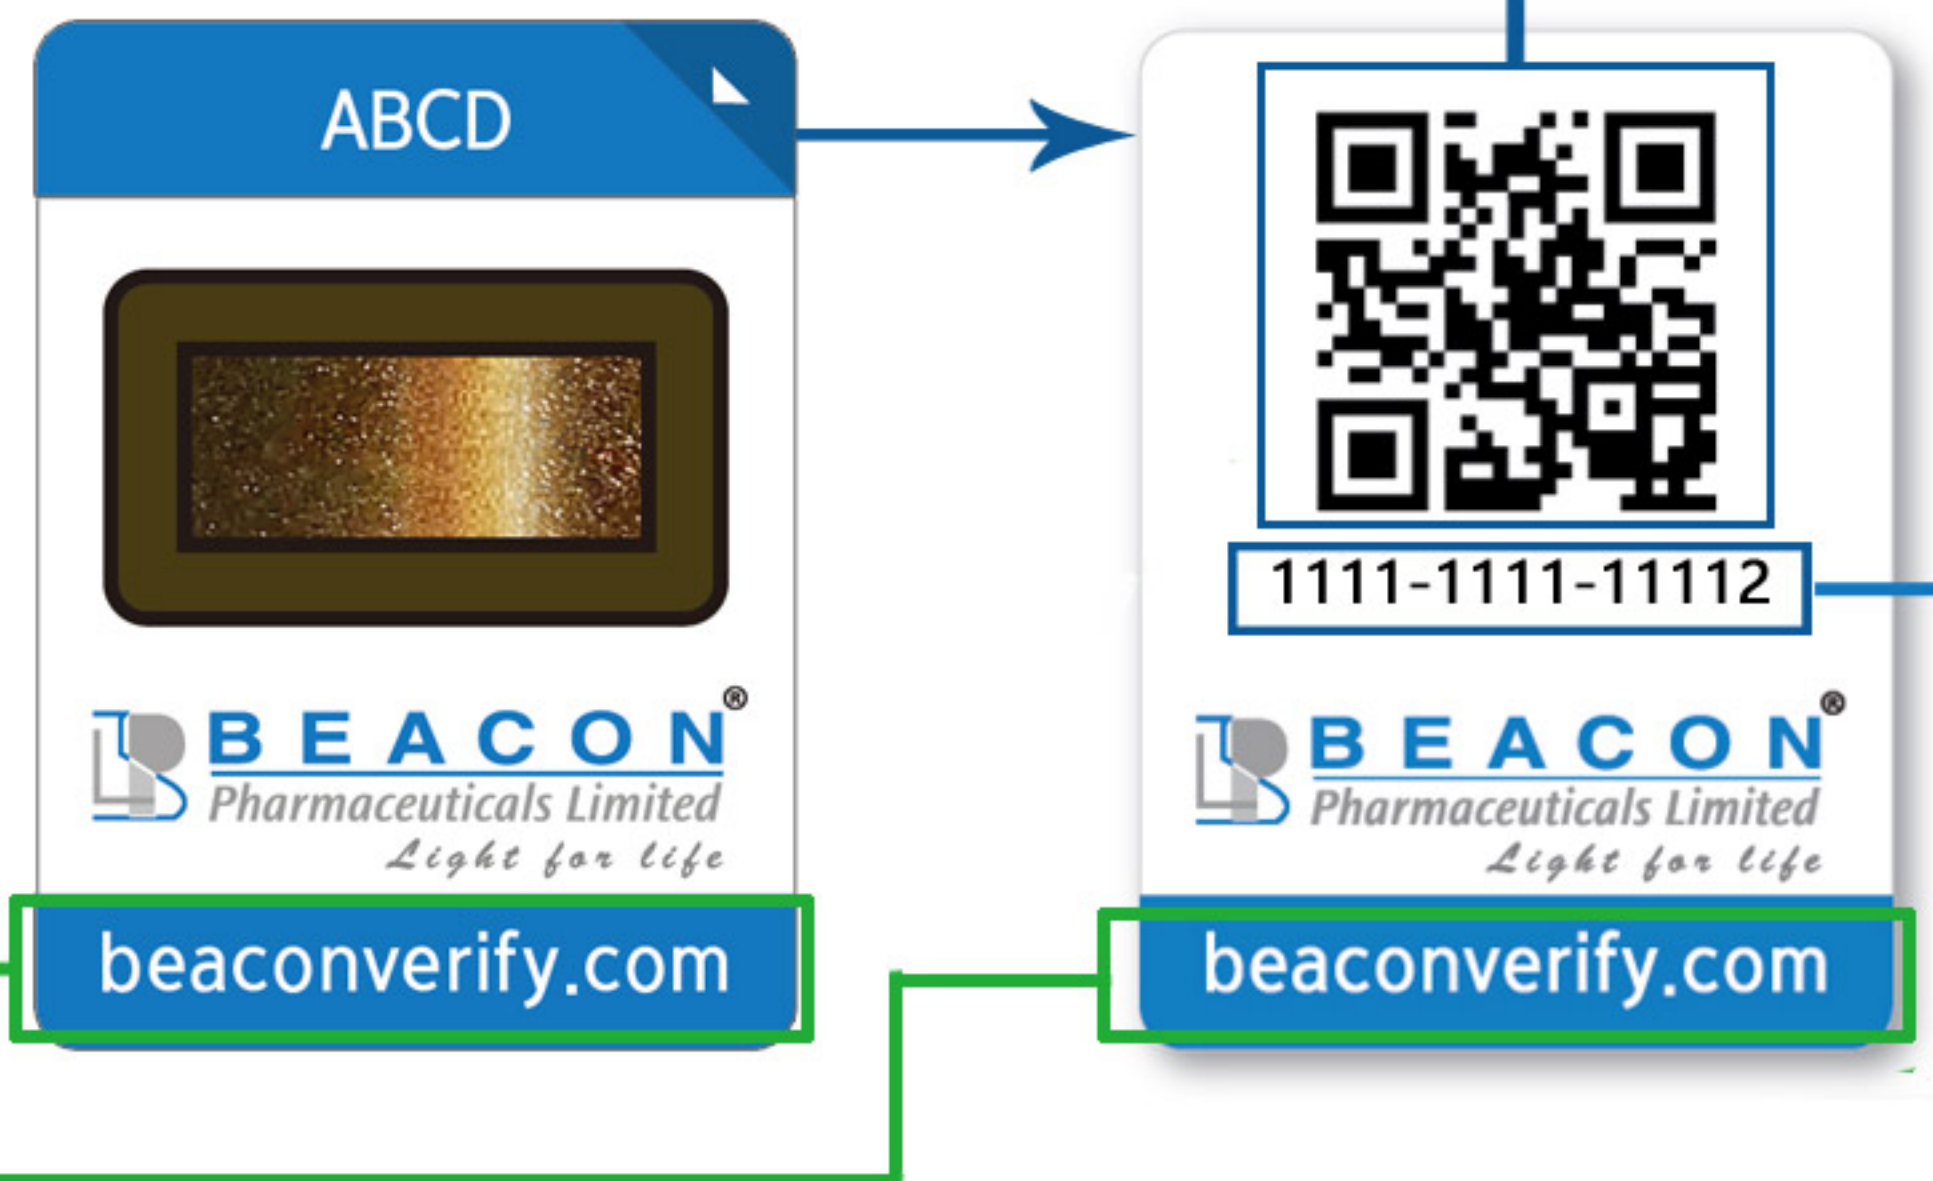 ABCD
BEACON®
Pharmaceuticals Limited
Light for life
beaconverify.com
1111-1111-11112
BEACON®
Pharmaceuticals Limited
Light for life
beaconverify.com